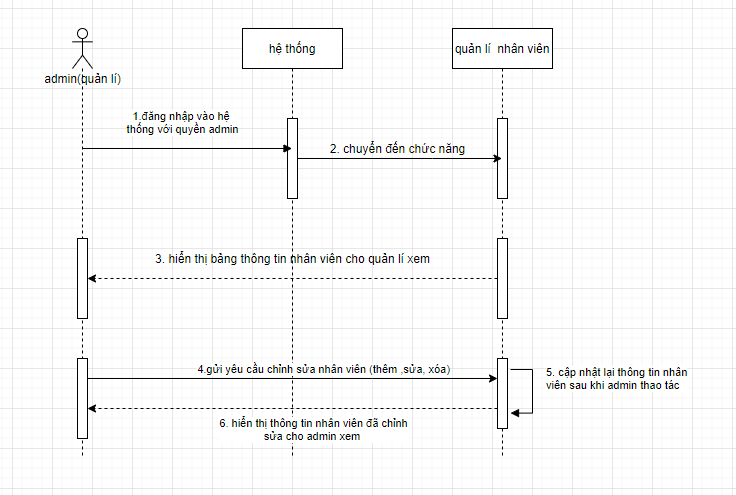 hệ thống
quản lí nhân viên
admin(quản lí)
1.đăng nhập vào hệ
thống với quyền admin
2. chuyển đến chức năng
3. hiển thị bảng thông tin nhân viên cho quản lí xem
4.gửi yêu cầu chỉnh sửa nhân viên (thêm ,sửa, xóa)
5. cập nhật lại thông tin nhân
viên sau khi admin thao tác
6. hiển thị thông tin nhân viên đã chỉnh
sửa cho admin xem